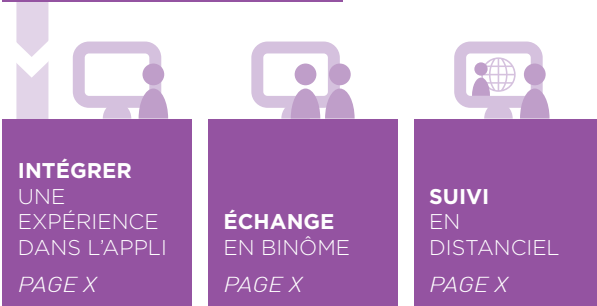 INTÉGRER
UNE
EXPÉRIENCE
DANS L’APPLI
PAGE X
ÉCHANGE
EN BINÔME
PAGE X
SUIVI
EN
DISTANCIEL
PAGE X